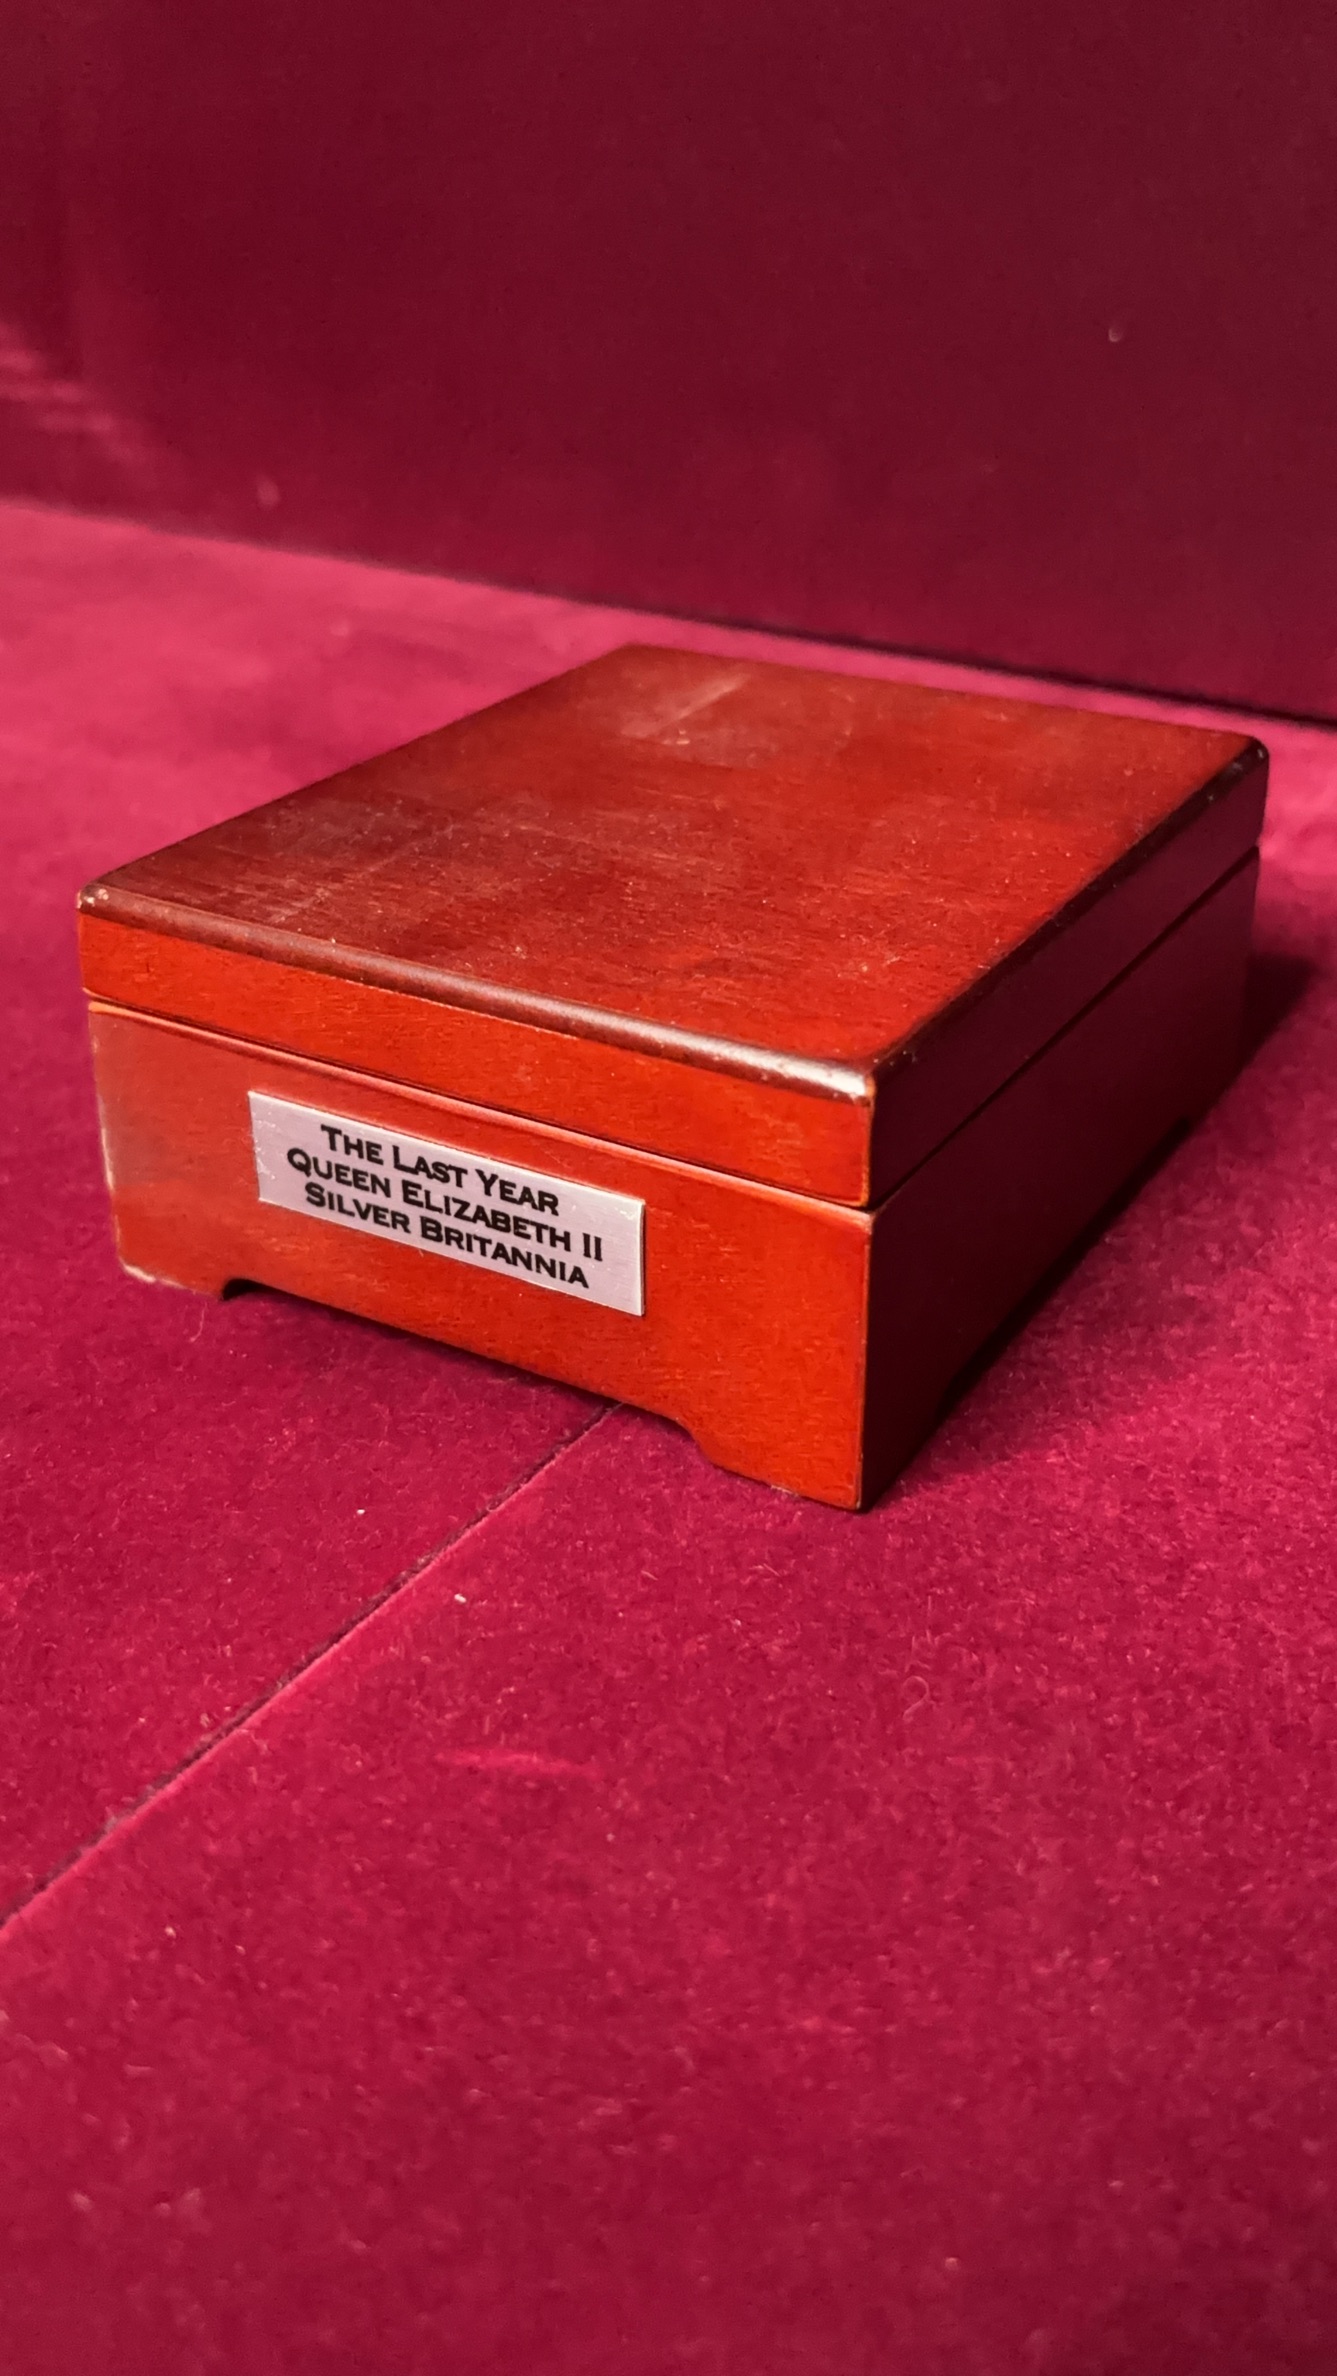 The Last Year
Queen Elizabeth II
Silver Britannia